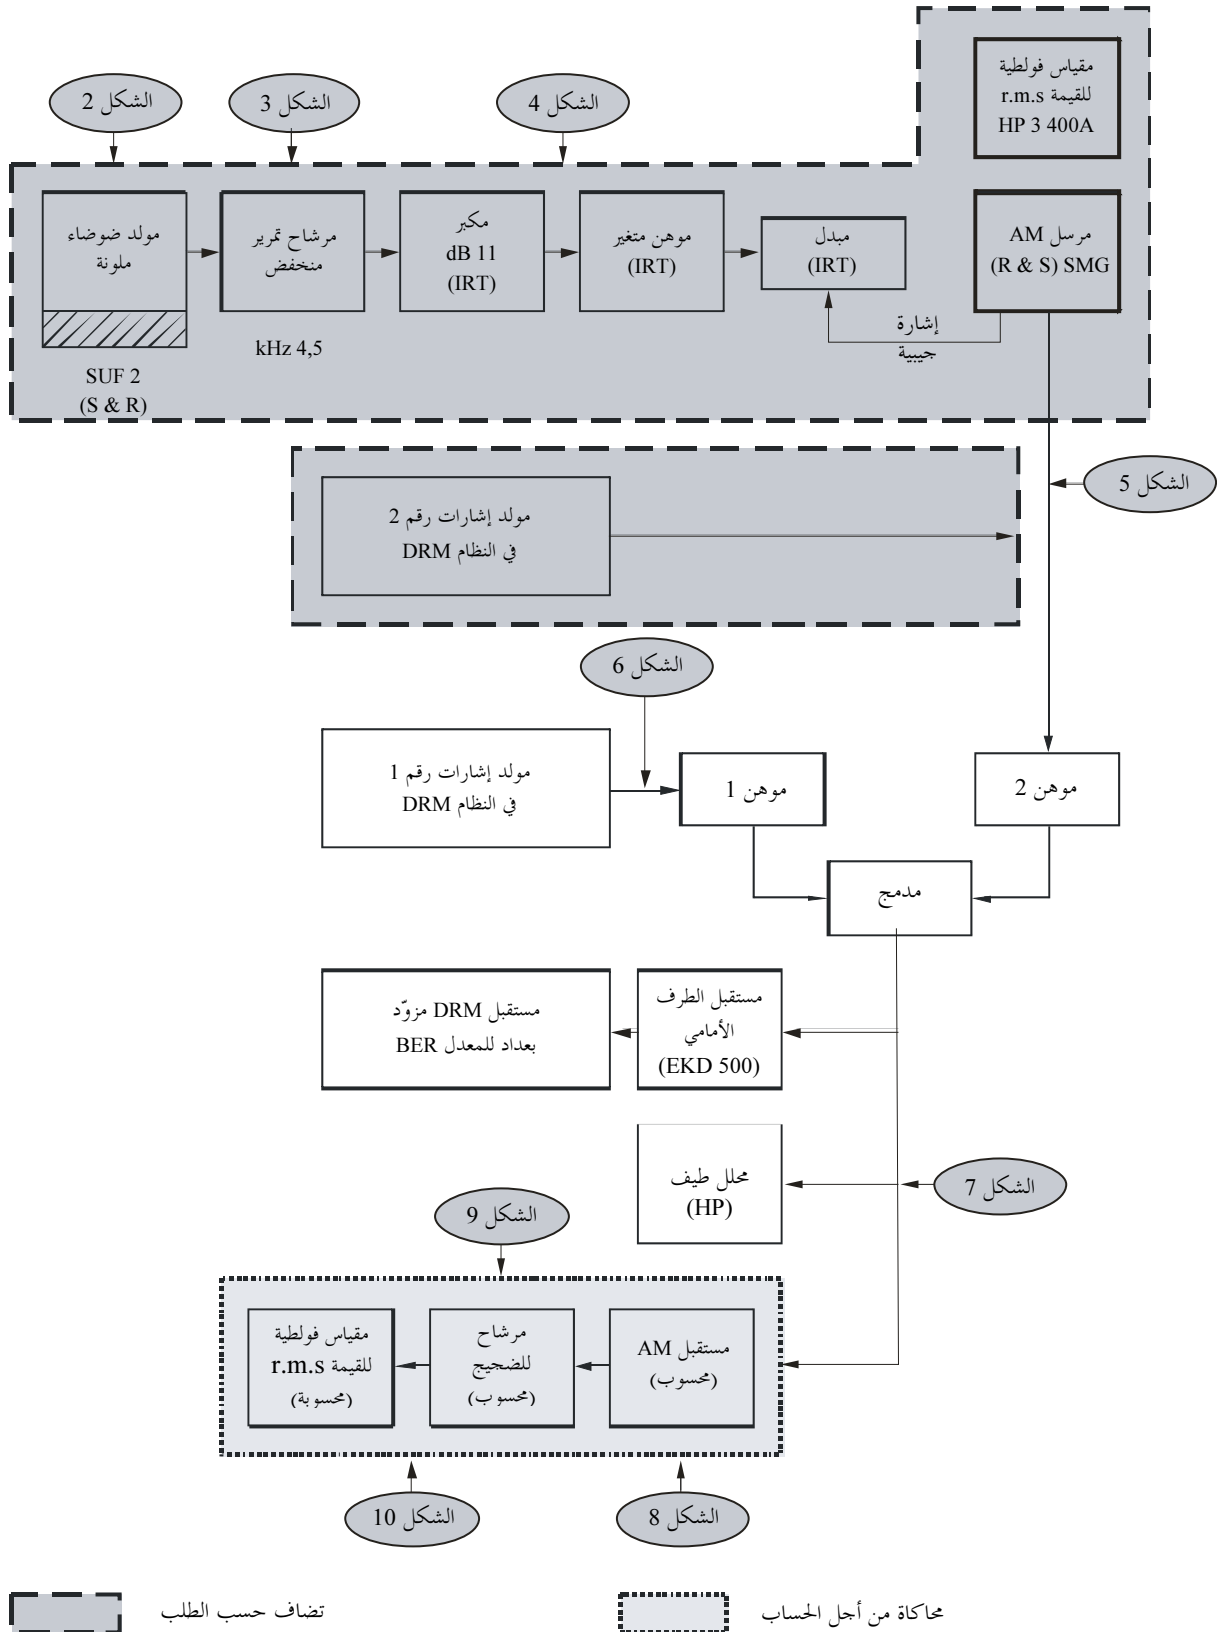 مقياس فولطية
للقيمة r.m.s
HP 3 400A
الشكل 2
الشكل 3
الشكل 4
مولد ضوضاء
ملونة
مرشاح تمرير
منخفض
مكبر
dB 11
(IRT)
موهن متغير
(IRT)
مبدل
(IRT)
مرسل AM
(R & S) SMG
إشارة
جيبية
kHz 4,5
SUF 2
(S & R)
الشكل 5
مولد إشارات رقم 2
في النظام DRM
الشكل 6
مولد إشارات رقم 1
في النظام DRM
موهن 1
موهن 2
مدمج
مستقبل الطرف
الأمامي
(EKD 500)
مستقبل DRM مزوّد
بعداد للمعدل BER
محلل طيف
(HP)
الشكل 7
الشكل 9
مقياس فولطية
للقيمة r.m.s
(محسوبة)
مرشاح
للضجيج
(محسوب)
مستقبل AM
(محسوب)
الشكل 10
الشكل 8
تضاف حسب الطلب
محاكاة من أجل الحساب